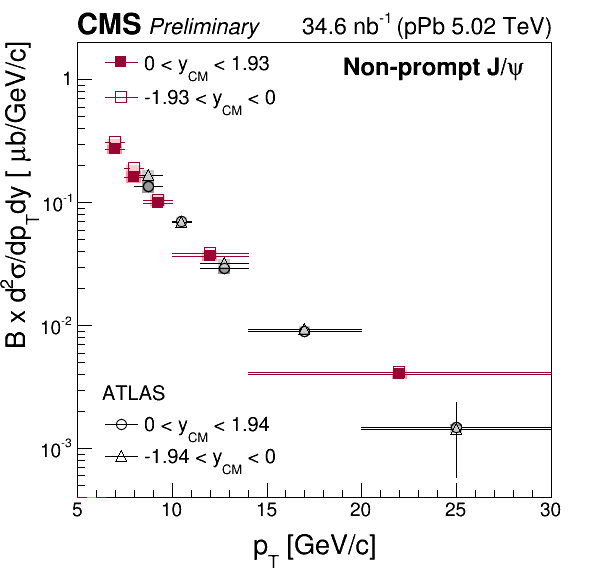 CMS Preliminary 34.6 nb⁻¹ (pPb 5.02 TeV)
Non-prompt J/ψ
0 < y_CM < 1.93
-1.93 < y_CM < 0
B x d²σ/dp_Tdy [ μb/GeV/c]
1
10⁻¹
10⁻²
10⁻³
ATLAS
0 < y_CM < 1.94
-1.94 < y_CM < 0
5 10 15 20 25 30
p_T [GeV/c]